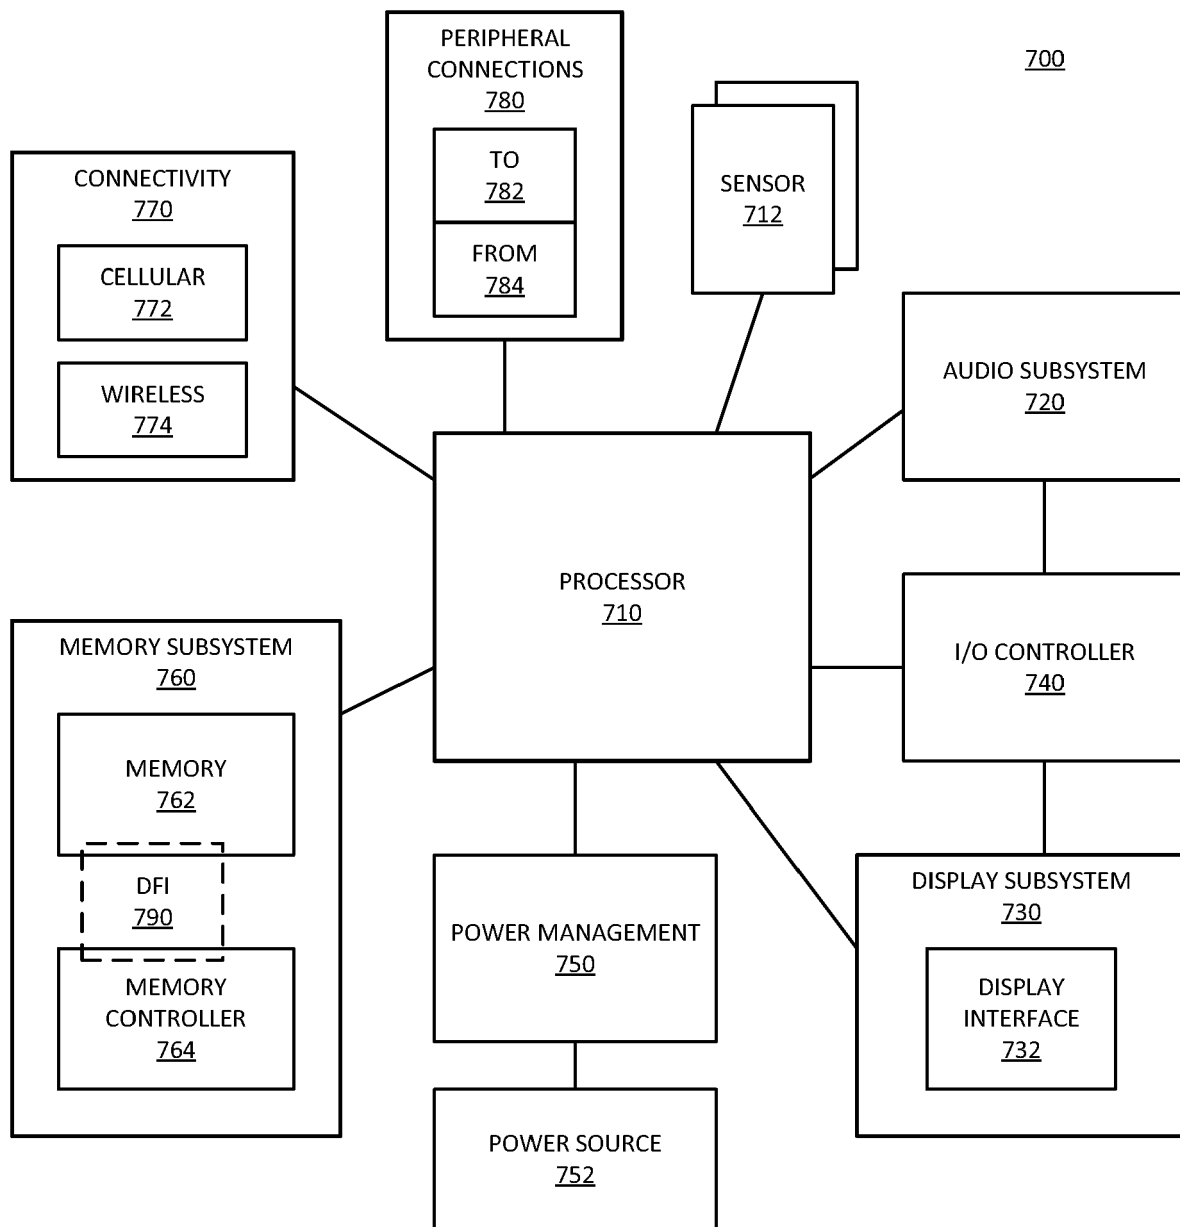 PERIPHERAL
CONNECTIONS
780
TO
782
FROM
784
700
SENSOR
712
CONNECTIVITY
770
CELLULAR
772
WIRELESS
774
AUDIO SUBSYSTEM
720
PROCESSOR
710
I/O CONTROLLER
740
MEMORY SUBSYSTEM
760
MEMORY
762
DFI
790
MEMORY
CONTROLLER
764
POWER MANAGEMENT
750
POWER SOURCE
752
DISPLAY SUBSYSTEM
730
DISPLAY
INTERFACE
732